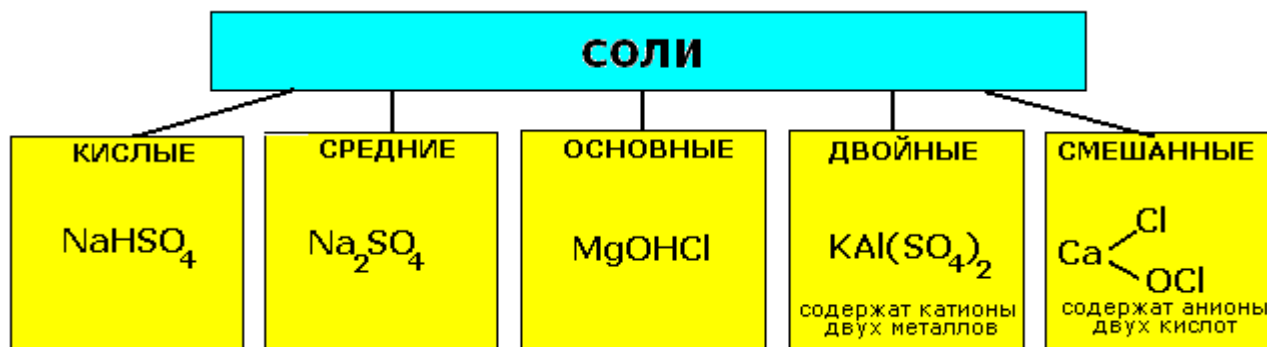 СОЛИ
КИСЛЫЕ
NaHSO₄
СРЕДНИЕ
Na₂SO₄
ОСНОВНЫЕ
MgOHCl
ДВОЙНЫЕ
KAl(SO₄)₂
содержат катионы
двух металлов
СМЕШАННЫЕ
Cl
Ca
OCl
содержат анионы
двух кислот